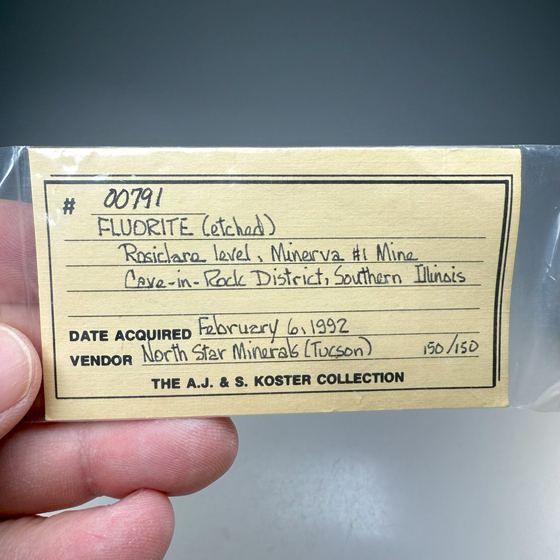 # 00791
FLUORITE (etched)
Rosiclare level, Minerva #1 Mine
Cave-in-Rock District, Southern Illinois
DATE ACQUIRED February 6, 1992
VENDOR North Star Minerals (Tucson) 150/150
THE A.J. & S. KOSTER COLLECTION